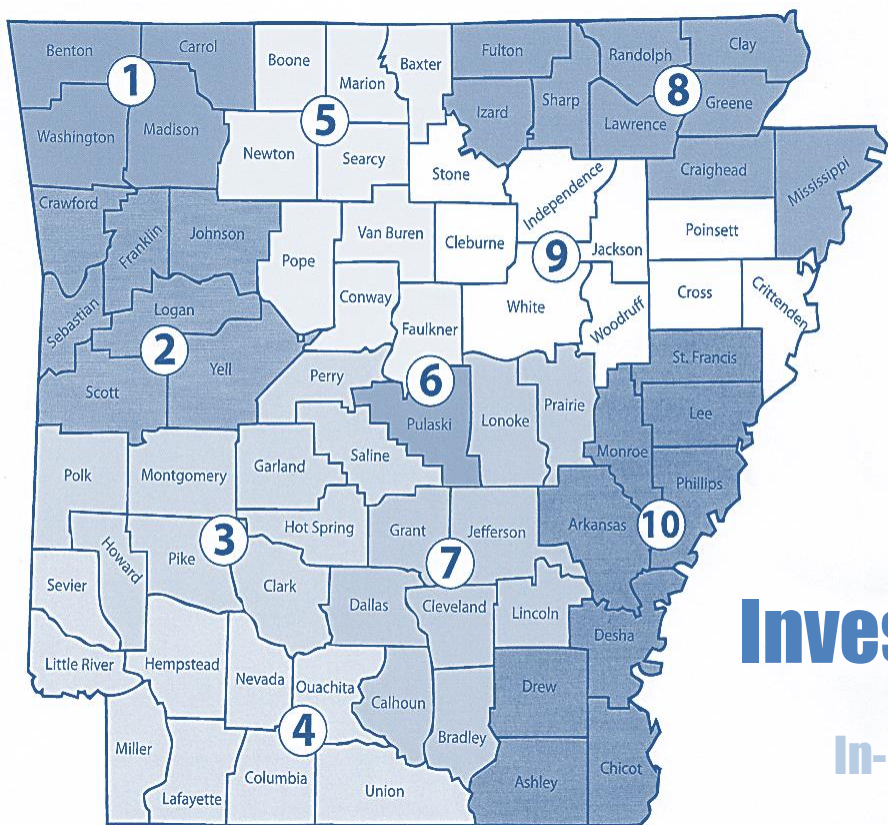 Benton
Carrol
Boone
Marion
Baxter
Fulton
Randolph
Clay
1
5
8
Izard
Sharp
Lawrence
Greene
Washington
Madison
Newton
Searcy
Stone
Independence
Craighead
Mississippi
Crawford
Franklin
Johnson
Pope
Van Buren
Cleburne
9
Jackson
Poinsett
Sebastian
Logan
Conway
Faulkner
White
Woodruff
Cross
Crittenden
2
Scott
Yell
Perry
6
Pulaski
Lonoke
Prairie
St. Francis
Lee
Monroe
Phillips
Polk
Montgomery
Garland
Saline
Hot Spring
Grant
Jefferson
Arkansas
10
Howard
Pike
3
7
Sevier
Clark
Dallas
Cleveland
Lincoln
Desha
Inves
Little River
Hempstead
Nevada
Ouachita
Calhoun
Bradley
Drew
4
Miller
Lafayette
Columbia
Union
Ashley
Chicot
In-